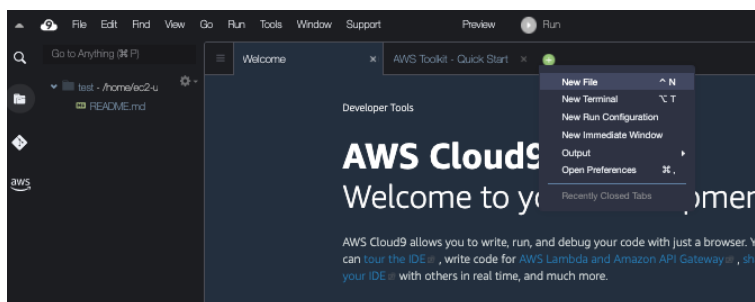 File Edit Find View Go Run Tools Window Support Preview Run
Go to Anything (⌘ P)
Welcome × AWS Toolkit - Quick Start ×
test - /home/ec2-u
README.md
aws
New File ^ N
New Terminal ⌥ T
New Run Configuration
New Immediate Window
Output
Open Preferences ⌘ ,
Recently Closed Tabs
Developer Tools
AWS Cloud9
Welcome to yo pmen
AWS Cloud9 allows you to write, run, and debug your code with just a browser. Y
can tour the IDE , write code for AWS Lambda and Amazon API Gateway , sh
your IDE with others in real time, and much more.